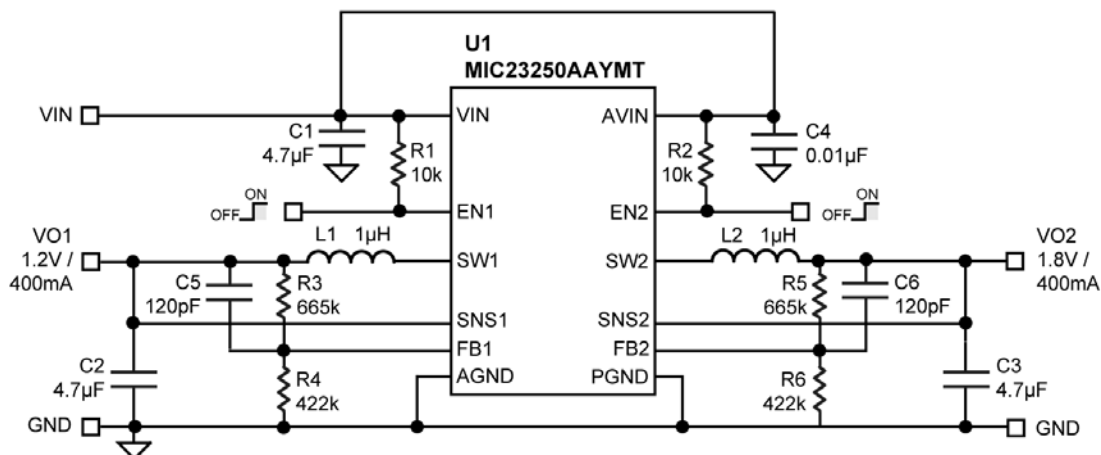 U1
MIC23250AAYMT
VIN
VIN
AVIN
C1
4.7µF
R1
10k
R2
10k
C4
0.01µF
ON
OFF
EN1
EN2
ON
OFF
L1 1µH
L2 1µH
VO1
1.2V /
400mA
SW1
SW2
VO2
1.8V /
400mA
C5
120pF
R3
665k
R5
665k
C6
120pF
SNS1
SNS2
FB1
FB2
C2
4.7µF
R4
422k
AGND
PGND
R6
422k
C3
4.7µF
GND
GND